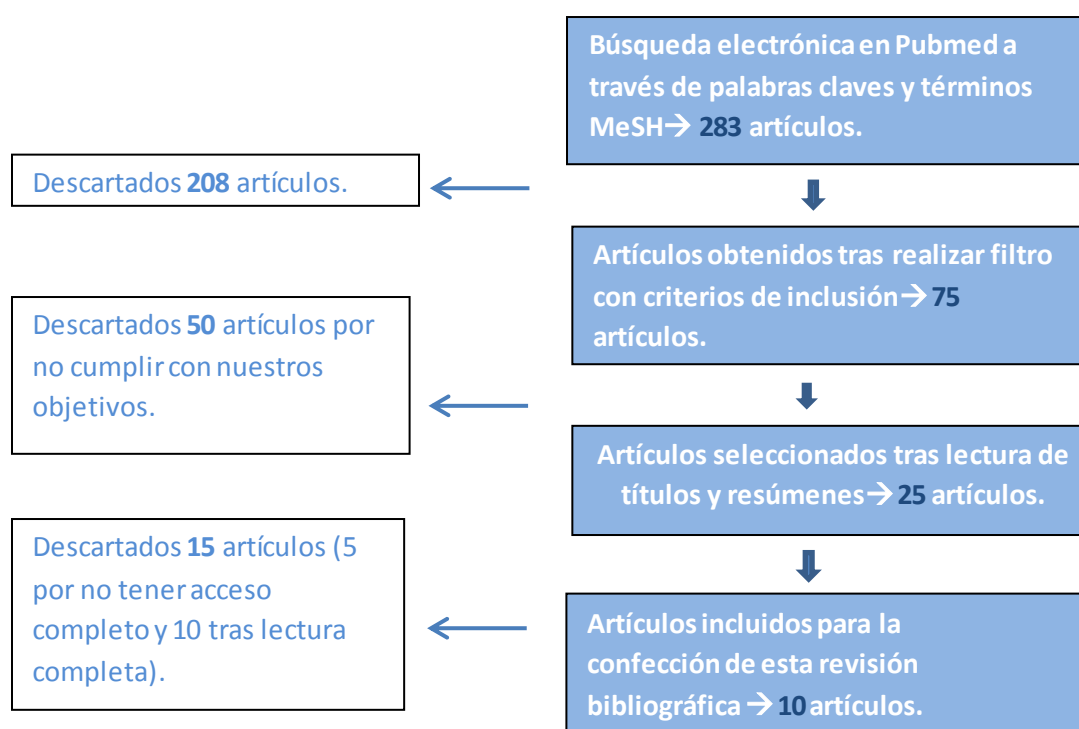 Búsqueda electrónica en Pubmed a
través de palabras claves y términos
MeSH→ 283 artículos.
Descartados 208 artículos.
Artículos obtenidos tras realizar filtro
con criterios de inclusión→ 75
artículos.
Descartados 50 artículos por
no cumplir con nuestros
objetivos.
Artículos seleccionados tras lectura de
títulos y resúmenes→ 25 artículos.
Descartados 15 artículos (5
por no tener acceso
completo y 10 tras lectura
completa).
Artículos incluidos para la
confección de esta revisión
bibliográfica → 10 artículos.